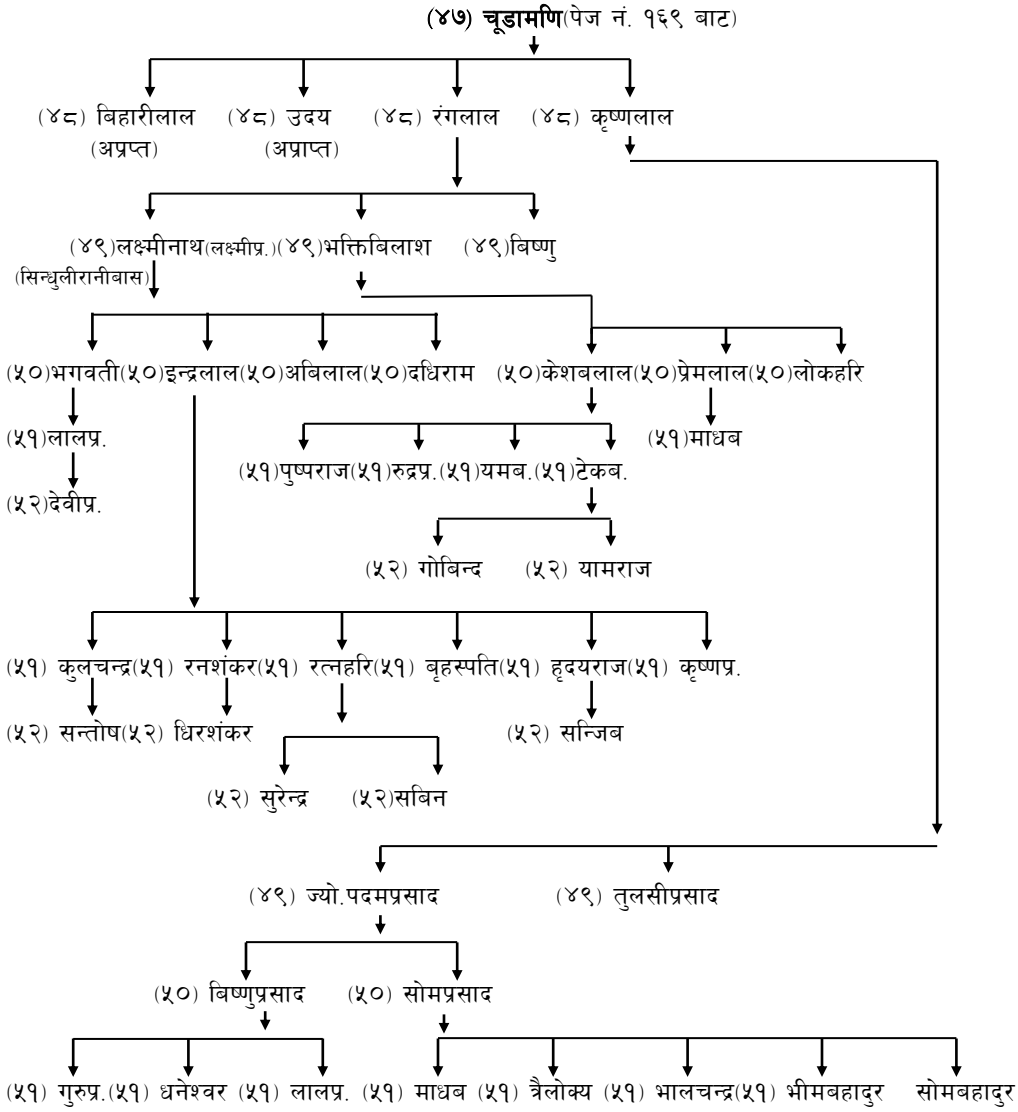 (४७) चूडामणि(पेज नं. १६९ बाट)
(४८) बिहारीलाल (४८) उदय (४८) रंगलाल (४८) कृष्णलाल
(अप्रप्त) (अप्राप्त)
(४९)लक्ष्मीनाथ(लक्ष्मीप्र.)(४९)भक्तिबिलाश (४९)बिष्णु
(सिन्धुलीरानीबास)
(५०)भगवती(५०)इन्द्रलाल(५०)अबिलाल(५०)दधिराम (५०)केशबलाल(५०)प्रेमलाल(५०)लोकहरि
(५१)लालप्र. (५१)माधब
(५१)पुष्पराज(५१)रुद्रप्र.(५१)यमब.(५१)टेकब.
(५२)देवीप्र.
(५२) गोबिन्द (५२) यामराज
(५१) कुलचन्द्र(५१) रनशंकर(५१) रत्नहरि(५१) बृहस्पति(५१) हृदयराज(५१) कृष्णप्र.
(५२) सन्तोष(५२) धिरशंकर (५२) सन्जिब
(५२) सुरेन्द्र (५२)सबिन
(४९) ज्यो.पदमप्रसाद (४९) तुलसीप्रसाद
(५०) बिष्णुप्रसाद (५०) सोमप्रसाद
(५१) गुरुप्र.(५१) धनेश्वर (५१) लालप्र. (५१) माधब (५१) त्रैलोक्य (५१) भालचन्द्र(५१) भीमबहादुर सोमबहादुर